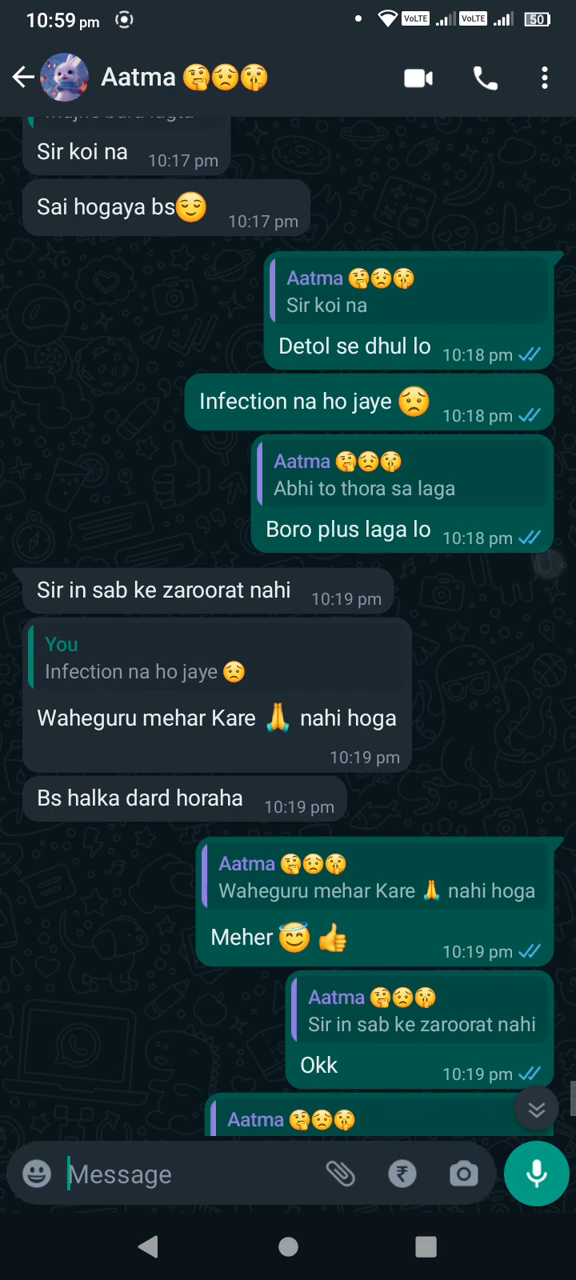 10:59 pm
VoLTE
VoLTE
50
Aatma 🤔😟🤫
Sir koi na 10:17 pm
Sai hogaya bs😌 10:17 pm
Aatma 🤔😟🤫
Sir koi na
Detol se dhul lo 10:18 pm
Infection na ho jaye 😟 10:18 pm
Aatma 🤔😟🤫
Abhi to thora sa laga
Boro plus laga lo 10:18 pm
Sir in sab ke zaroorat nahi 10:19 pm
You
Infection na ho jaye 😟
Waheguru mehar Kare 🙏 nahi hoga
10:19 pm
Bs halka dard horaha 10:19 pm
Aatma 🤔😟🤫
Waheguru mehar Kare 🙏 nahi hoga
Meher 😇👍 10:19 pm
Aatma 🤔😟🤫
Sir in sab ke zaroorat nahi
Okk 10:19 pm
Aatma 🤔😟🤫
Message
₹